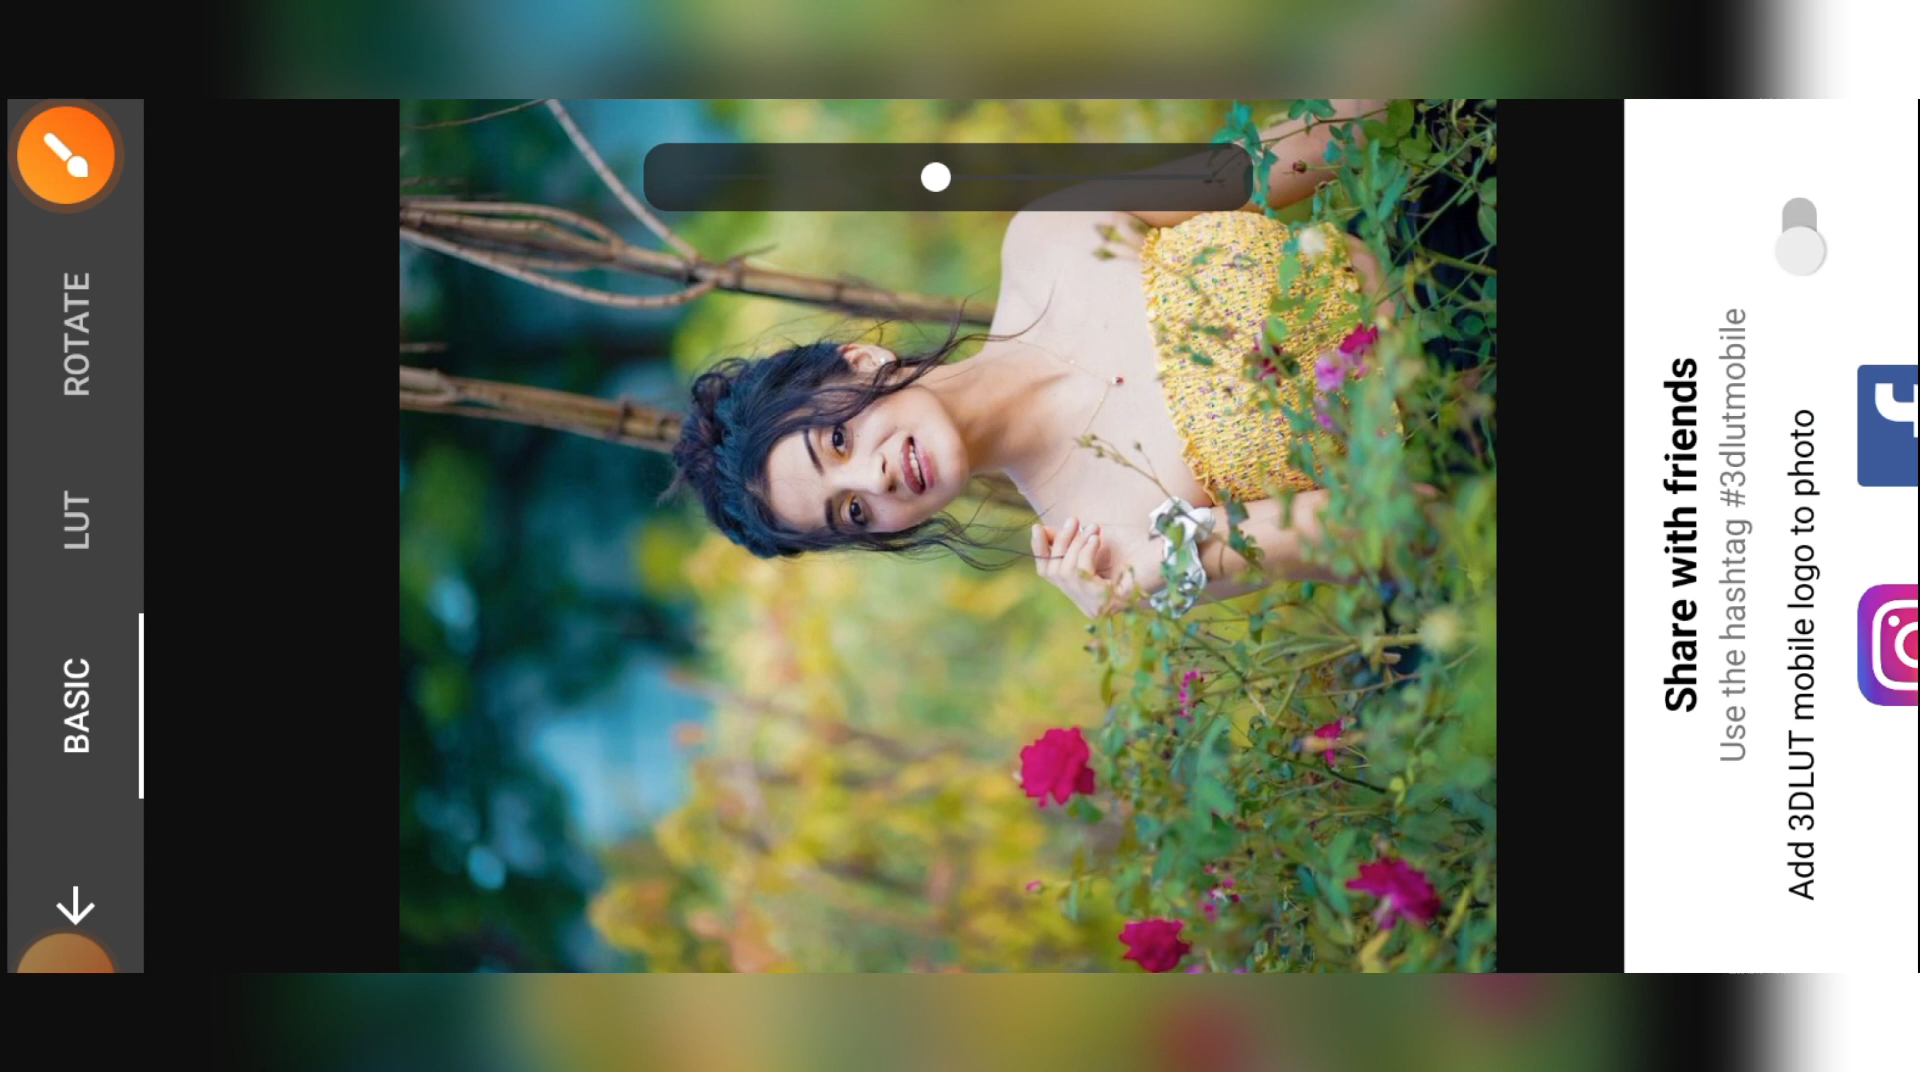 BASIC
LUT
ROTATE
Share with friends
Use the hashtag #3dlutmobile
Add 3DLUT mobile logo to photo